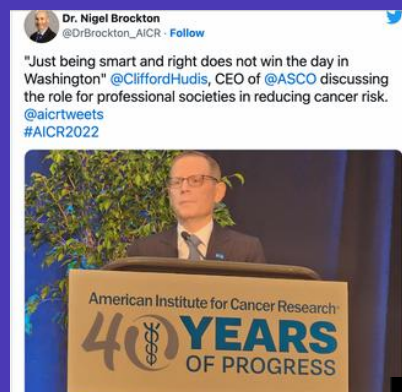 Dr. Nigel Brockton
@DrBrockton_AICR · Follow
"Just being smart and right does not win the day in
Washington" @CliffordHudis, CEO of @ASCO discussing
the role for professional societies in reducing cancer risk.
@aicrtweets
#AICR2022
American Institute for Cancer Research®
40 YEARS
OF PROGRESS